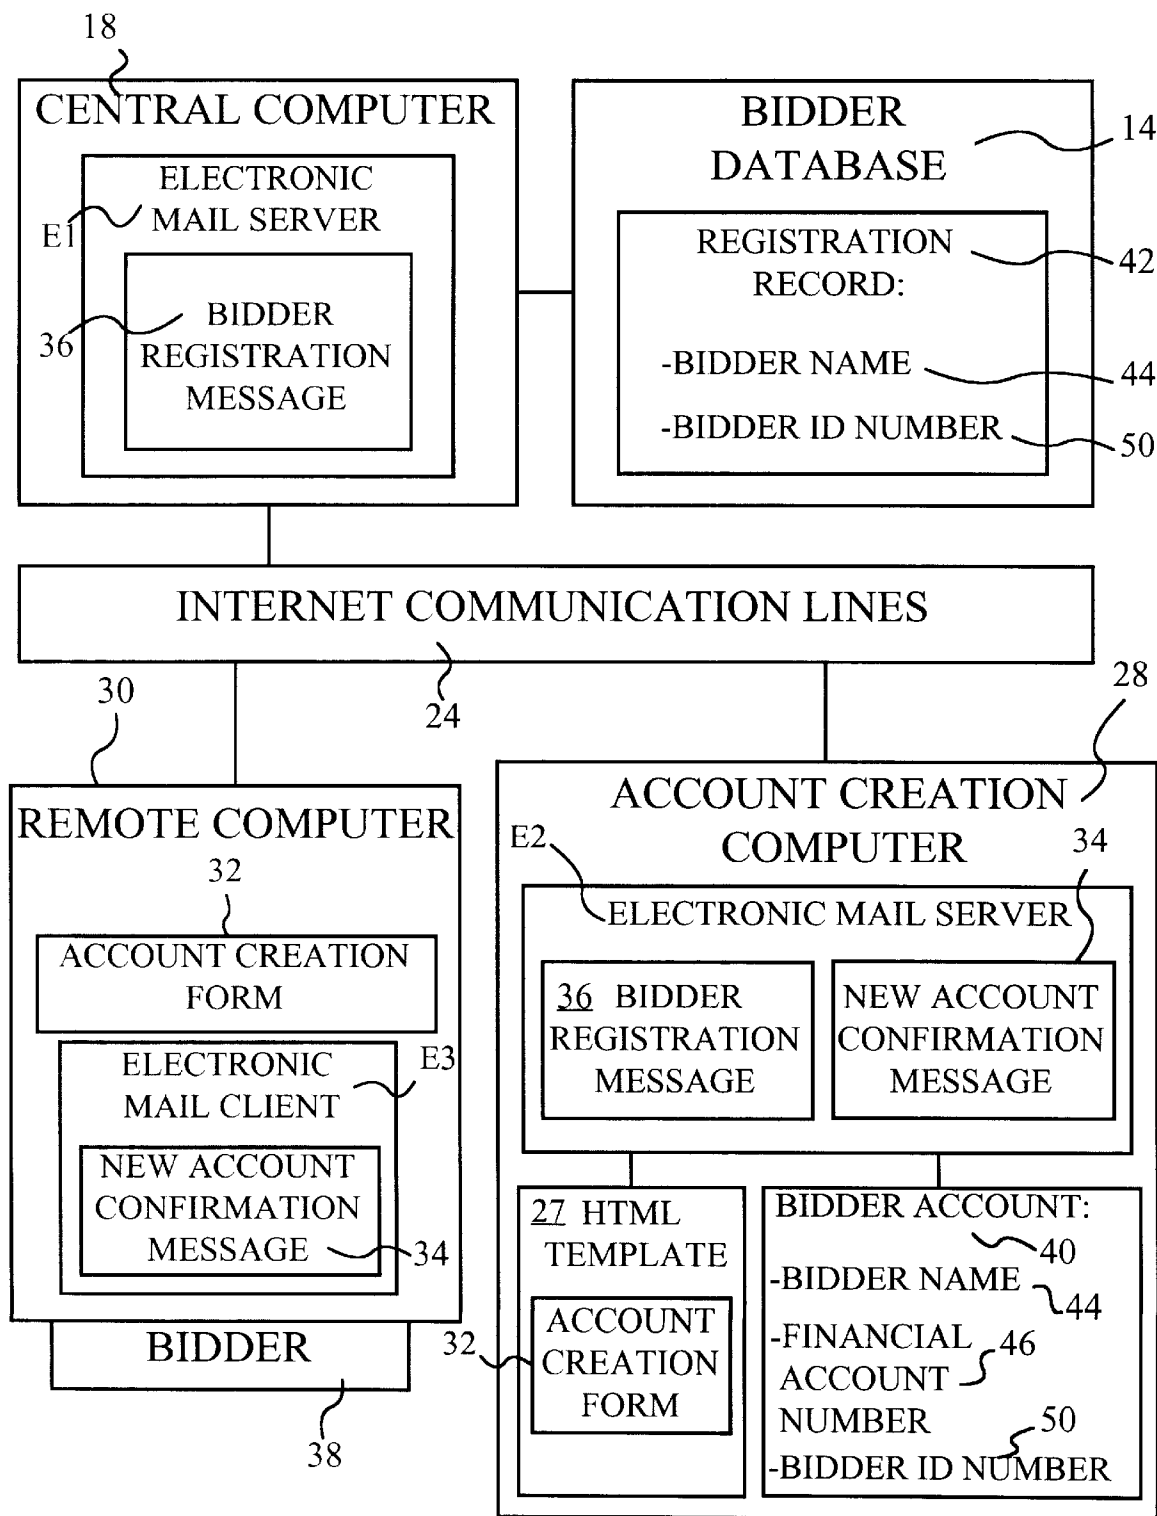 18
CENTRAL COMPUTER
ELECTRONIC
MAIL SERVER
E1
36
BIDDER
REGISTRATION
MESSAGE
BIDDER
DATABASE
14
REGISTRATION
RECORD:
42
-BIDDER NAME
44
-BIDDER ID NUMBER
50
INTERNET COMMUNICATION LINES
24
30
REMOTE COMPUTER
32
ACCOUNT CREATION
FORM
ELECTRONIC
MAIL CLIENT
E3
NEW ACCOUNT
CONFIRMATION
MESSAGE
34
BIDDER
38
28
ACCOUNT CREATION
COMPUTER
E2
34
ELECTRONIC MAIL SERVER
36 BIDDER
REGISTRATION
MESSAGE
NEW ACCOUNT
CONFIRMATION
MESSAGE
27 HTML
TEMPLATE
32
ACCOUNT
CREATION
FORM
BIDDER ACCOUNT:
40
-BIDDER NAME
44
-FINANCIAL
ACCOUNT
NUMBER
46
50
-BIDDER ID NUMBER